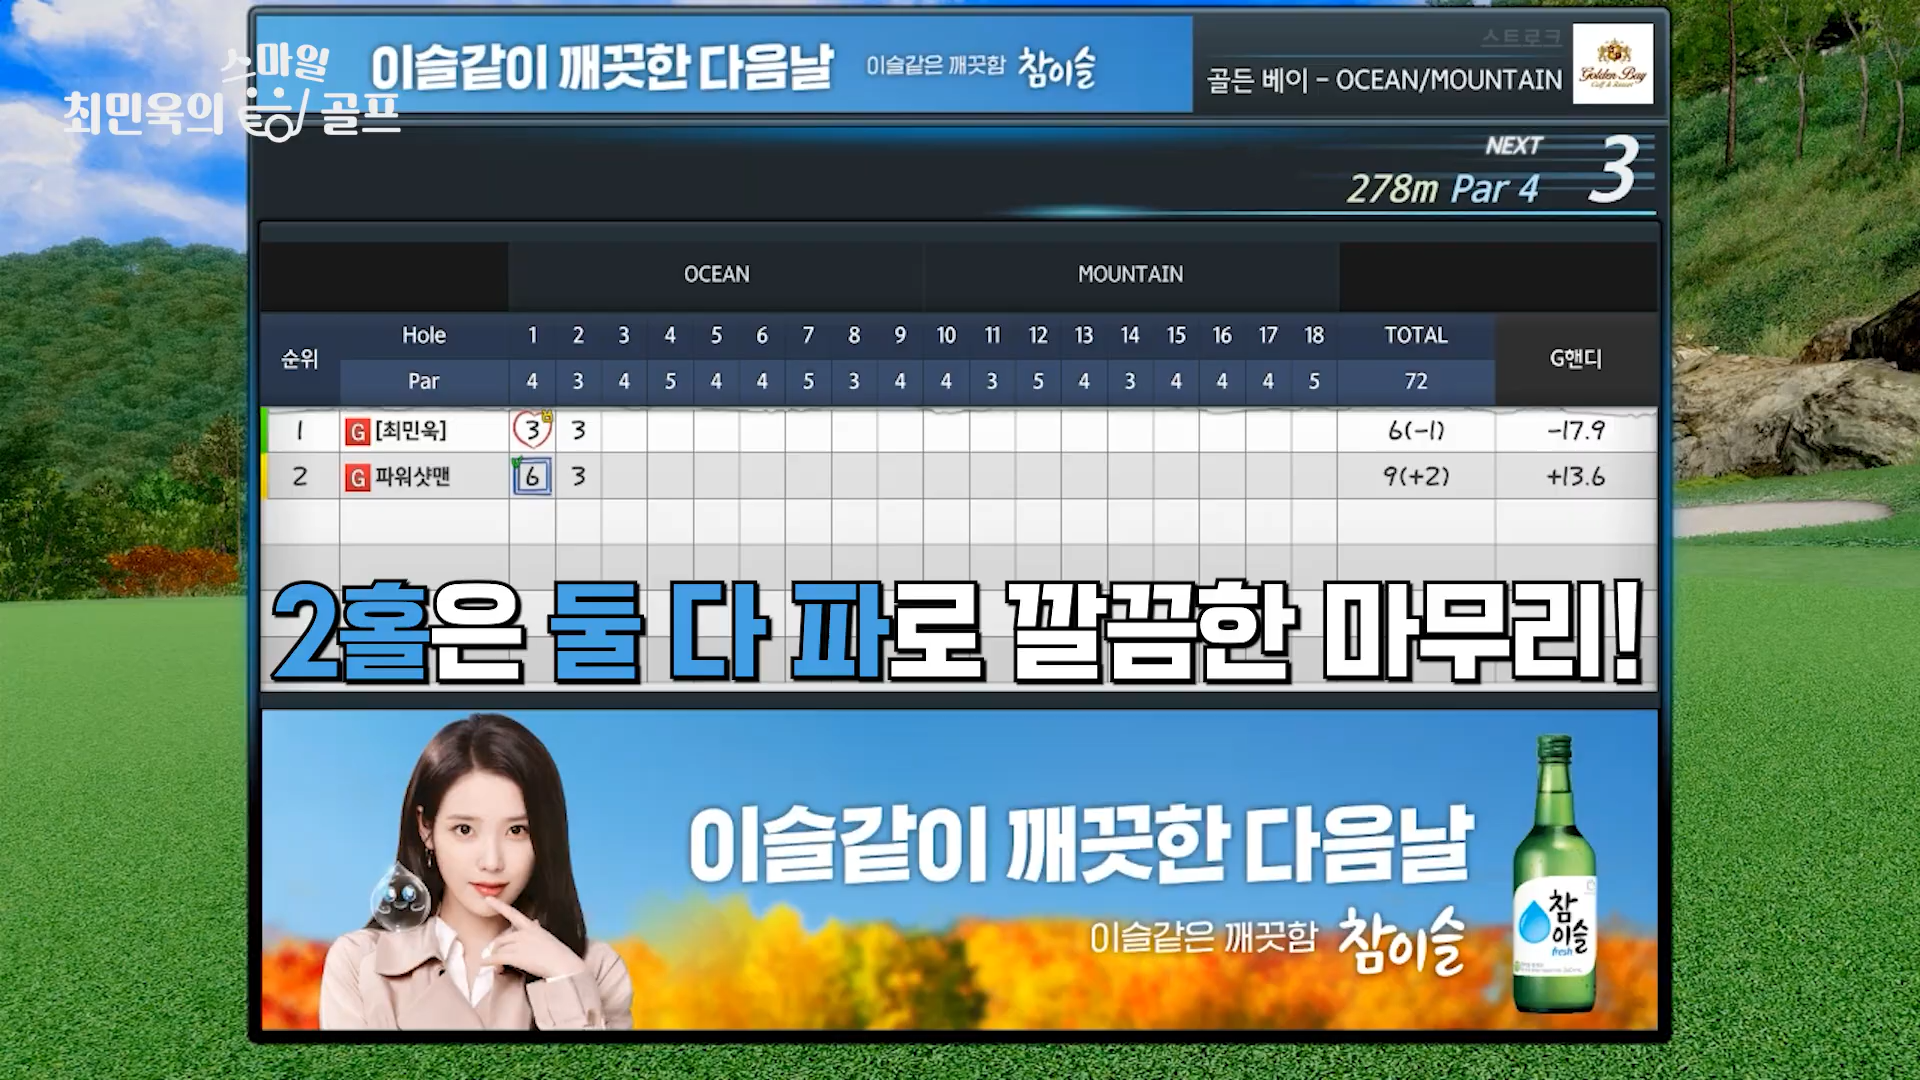 스마일
최민욱의 골프
이슬같이 깨끗한 다음날 이슬같은 깨끗함 참이슬
스트로크
골든 베이 - OCEAN/MOUNTAIN
Golden Bay
Golf & Resort
NEXT 3
278m Par 4
OCEAN MOUNTAIN
순위 Hole 1 2 3 4 5 6 7 8 9 10 11 12 13 14 15 16 17 18 TOTAL G핸디
Par 4 3 4 5 4 4 5 3 4 4 3 5 4 3 4 4 4 5 72
1 G [최민욱] 3 3 6(-1) -17.9
2 G 파워샷맨 6 3 9(+2) +13.6
2홀은 둘 다 파로 깔끔한 마무리!
이슬같이 깨끗한 다음날
이슬같은 깨끗함 참이슬
참
이슬
fresh